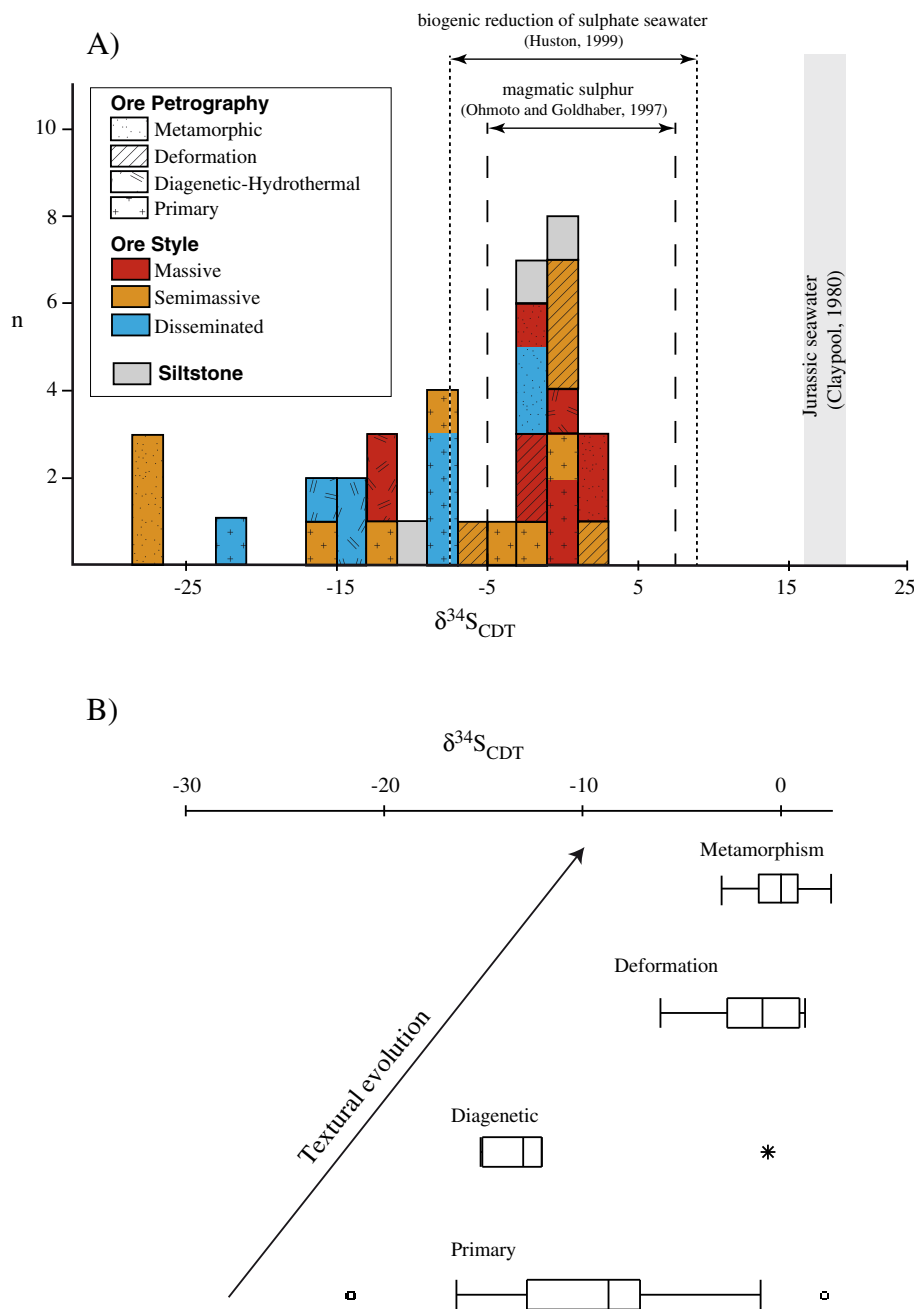 A)
biogenic reduction of sulphate seawater
(Huston, 1999)
magmatic sulphur
(Ohmoto and Goldhaber, 1997)
Ore Petrography
Metamorphic
Deformation
Diagenetic-Hydrothermal
Primary
Ore Style
Massive
Semimassive
Disseminated
Siltstone
Jurassic seawater
(Claypool, 1980)
n
10
8
6
4
2
-25 -15 -5 5 15 25
δ34SCDT
B)
δ34SCDT
-30 -20 -10 0
Metamorphism
Deformation
Textural evolution
Diagenetic
Primary